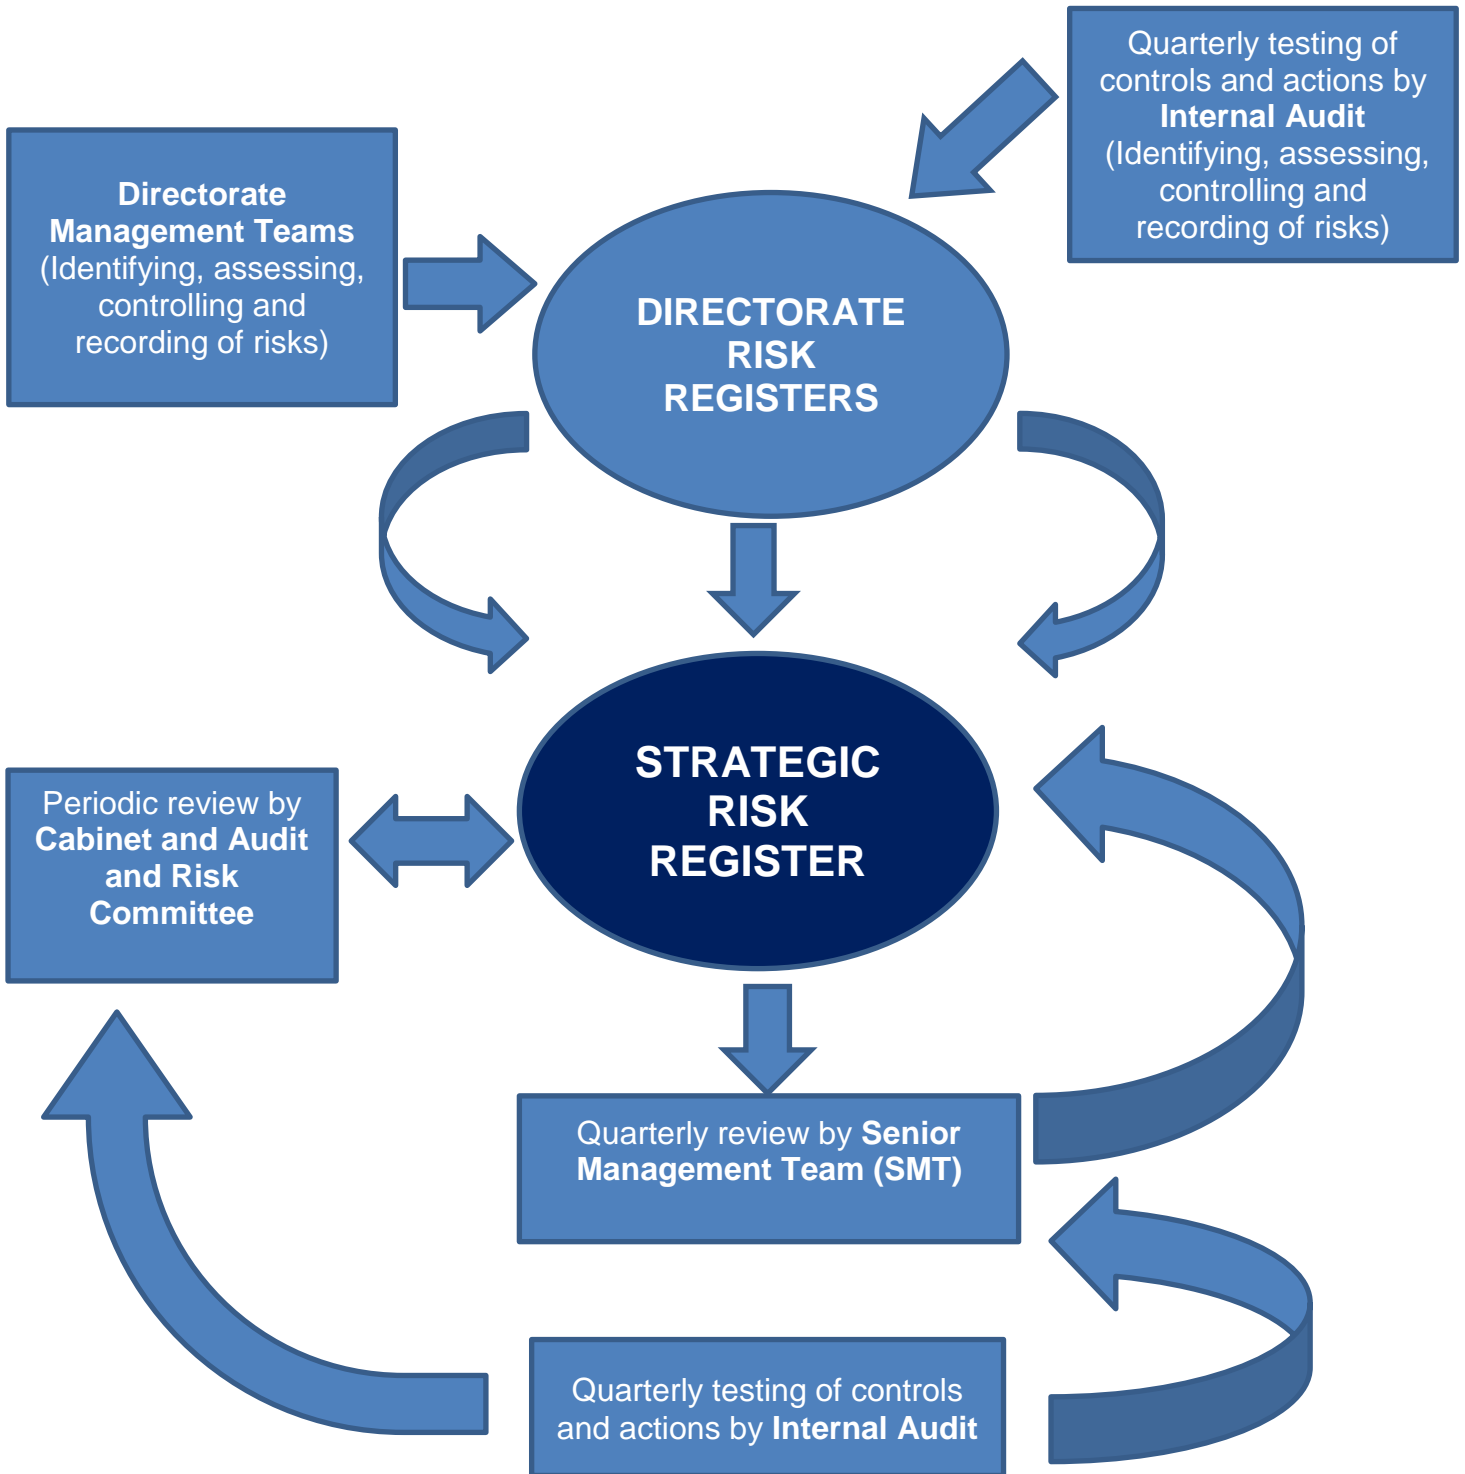 Quarterly testing of
controls and actions by
Internal Audit
(Identifying, assessing,
controlling and
recording of risks)
Directorate
Management Teams
(Identifying, assessing,
controlling and
recording of risks)
DIRECTORATE
RISK
REGISTERS
STRATEGIC
RISK
REGISTER
Periodic review by
Cabinet and Audit
and Risk
Committee
Quarterly review by Senior
Management Team (SMT)
Quarterly testing of controls
and actions by Internal Audit